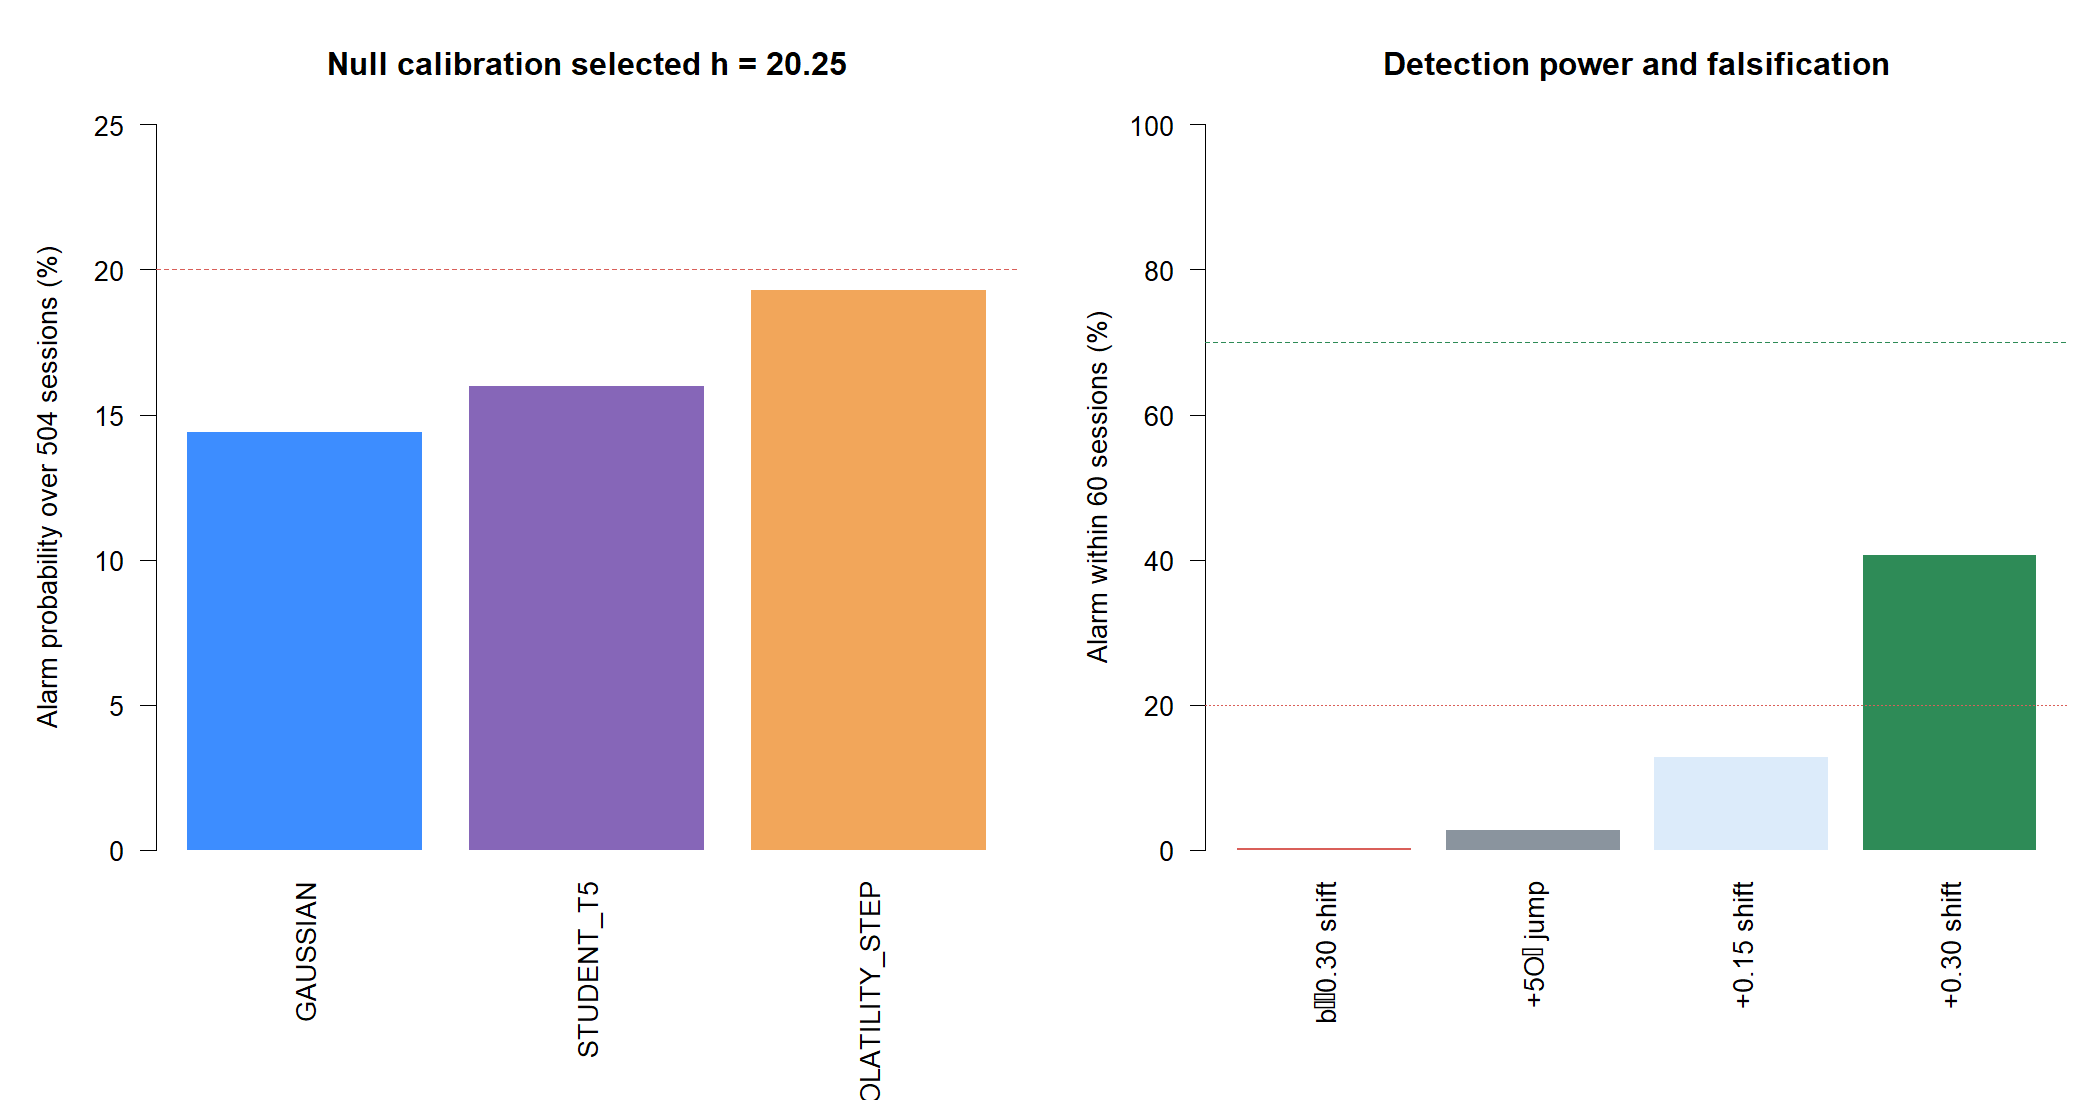 Null calibration selected h = 20.25
Alarm probability over 504 sessions (%)
25
20
15
10
5
0
GAUSSIAN
STUDENT_T5
OLATILITY_STEP
Detection power and falsification
Alarm within 60 sessions (%)
100
80
60
40
20
0
b▯▯0.30 shift
+5O▯ jump
+0.15 shift
+0.30 shift